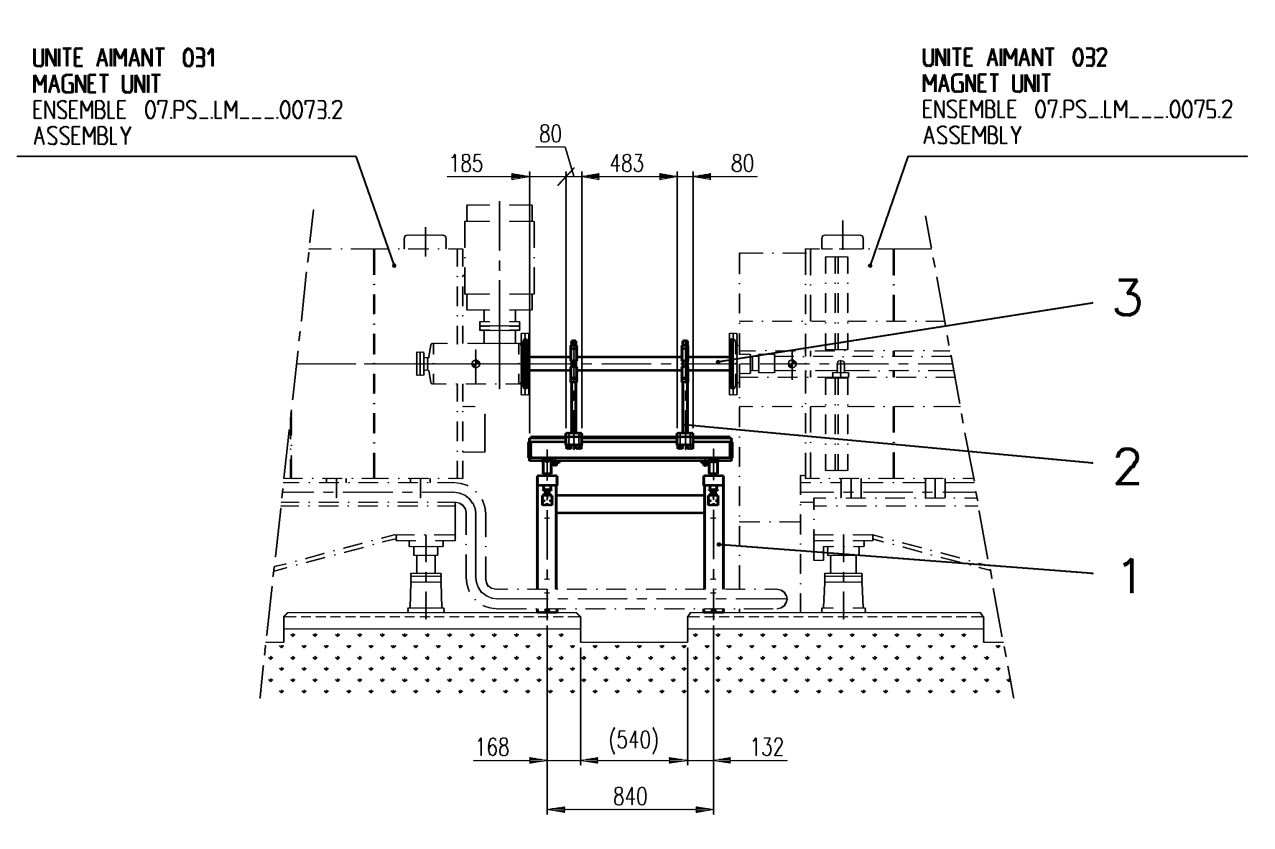 UNITE AIMANT 031
MAGNET UNIT
ENSEMBLE 07.PS_.LM___.0073.2
ASSEMBLY
UNITE AIMANT 032
MAGNET UNIT
ENSEMBLE 07.PS_.LM___.0075.2
ASSEMBLY
80
185
483
80
3
2
1
168
(540)
132
840